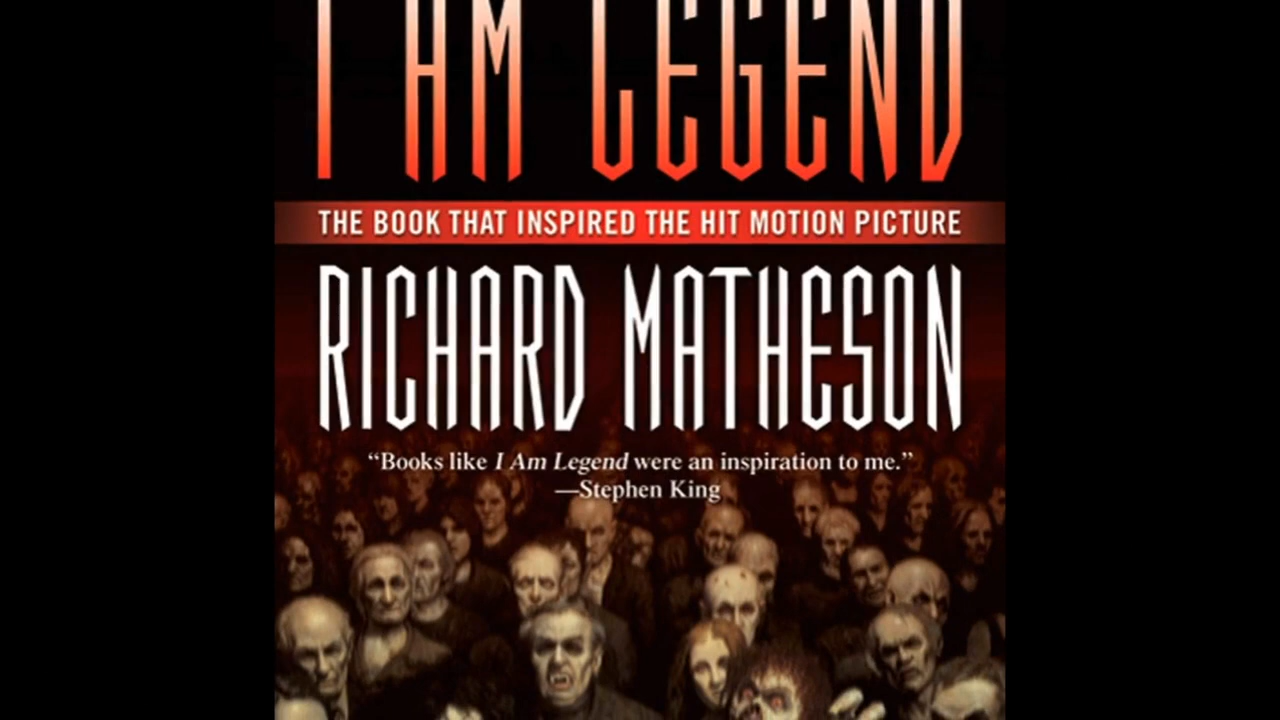 I AM LEGEND
THE BOOK THAT INSPIRED THE HIT MOTION PICTURE
RICHARD MATHESON
“Books like I Am Legend were an inspiration to me.”
—Stephen King